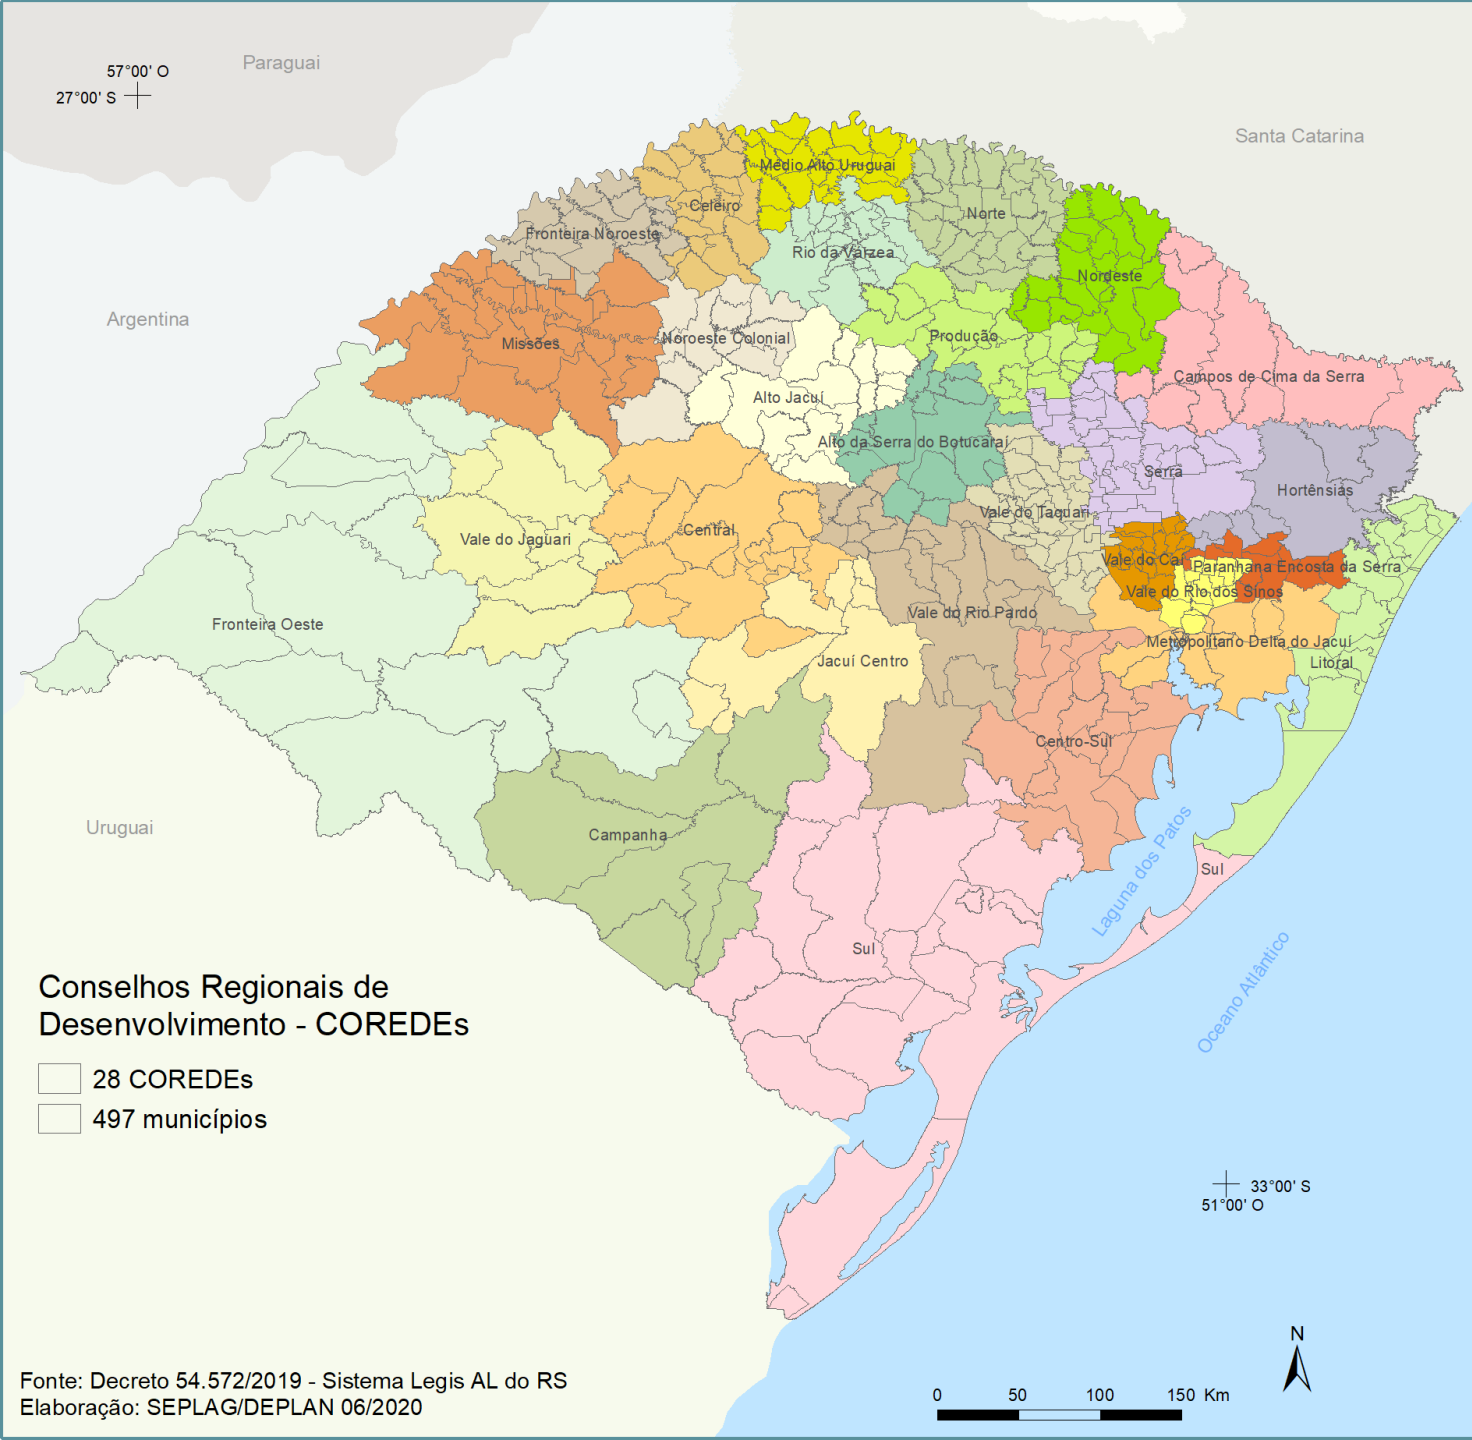 Paraguai
57°00' O
27°00' S
Santa Catarina
Médio Alto Uruguai
Celeiro
Norte
Fronteira Noroeste
Rio da Várzea
Nordeste
Argentina
Missões
Noroeste Colonial
Produção
Campos de Cima da Serra
Alto Jacuí
Alto da Serra do Botucaraí
Serra
Hortênsias
Vale do Taquari
Central
Vale do Jaguari
Vale do Caí
Paranhana Encosta da Serra
Vale do Rio dos Sinos
Vale do Rio Pardo
Fronteira Oeste
Metropolitano Delta do Jacuí
Jacuí Centro
Litoral
Centro-Sul
Uruguai
Campanha
Laguna dos Patos
Sul
Sul
Oceano Atlântico
Conselhos Regionais de
Desenvolvimento - COREDEs
28 COREDEs
497 municípios
33°00' S
51°00' O
N
Fonte: Decreto 54.572/2019 - Sistema Legis AL do RS
Elaboração: SEPLAG/DEPLAN 06/2020
0 50 100 150 Km